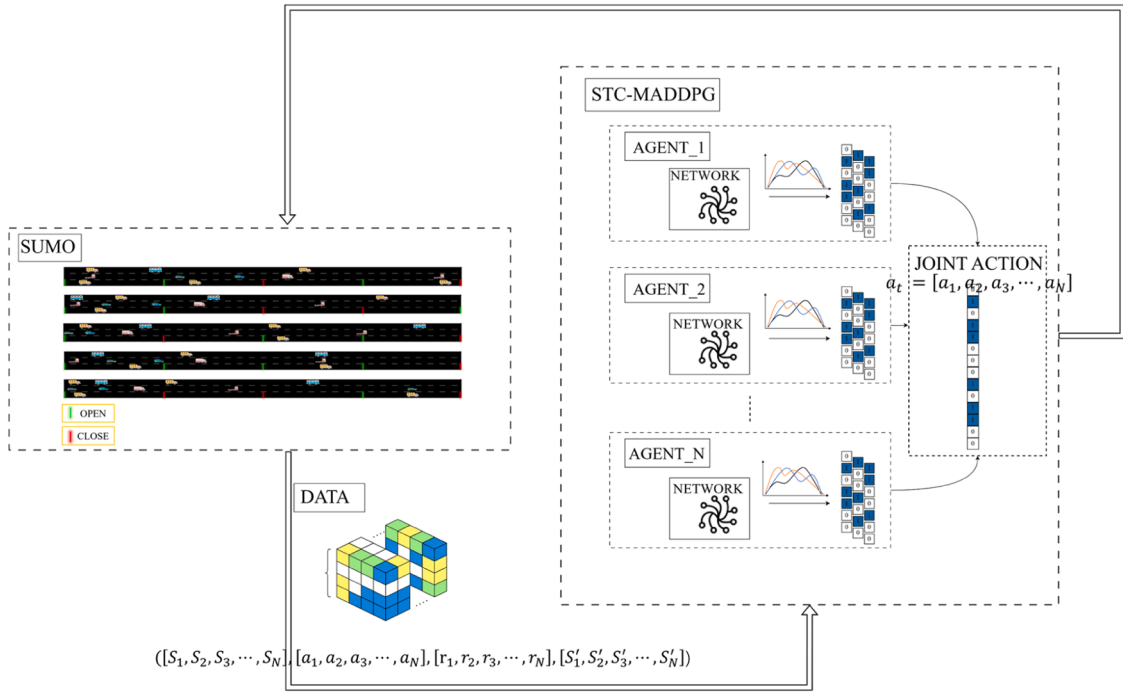 STC-MADDPG
AGENT_1
NETWORK
SUMO
OPEN
CLOSE
AGENT_2
NETWORK
JOINT ACTION
a_t = [a_1, a_2, a_3, ⋯, a_N]
AGENT_N
NETWORK
DATA
([S_1, S_2, S_3, ⋯, S_N], [a_1, a_2, a_3, ⋯, a_N], [r_1, r_2, r_3, ⋯, r_N], [S′_1, S′_2, S′_3, ⋯, S′_N])